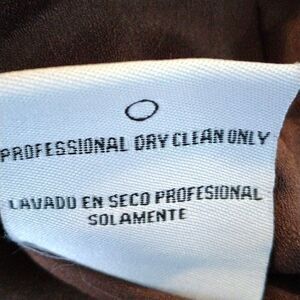 PROFESSIONAL DRY CLEAN ONLY
LAVADO EN SECO PROFESIONAL
SOLAMENTE